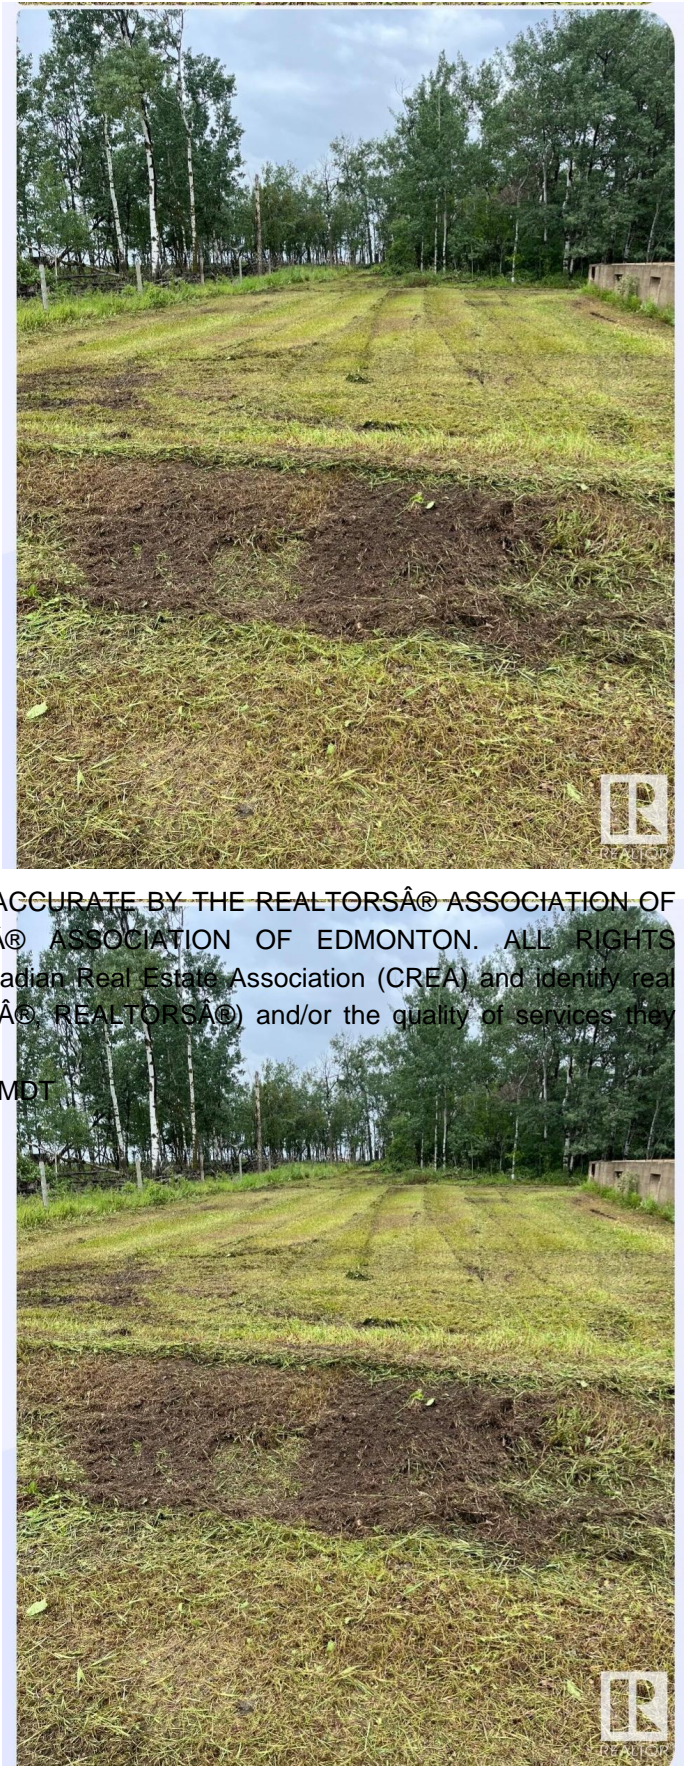 REALTOR
ACCURATE BY THE REALTORSÂ® ASSOCIATION OF
Â® ASSOCIATION OF EDMONTON. ALL RIGHTS
adian Real Estate Association (CREA) and identify real
Â®, REALTORSÂ®) and/or the quality of services they
MDT
REALTOR